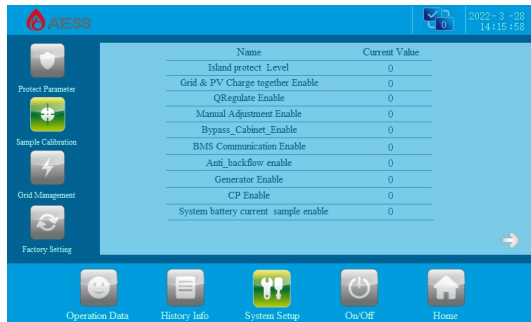 ATESS
0
2022- 3 -28
14:15:58
Name Current Value
Island protect Level 0
Grid & PV Charge together Enable 0
QRegulate Enable 0
Manual Adjustment Enable 0
Bypass_Cabinet_Enable 0
BMS Communication Enable 0
Anti_backflow enable 0
Generator Enable 0
CP Enable 0
System battery current sample enable 0
Protect Parameter
Sample Calibration
Grid Management
Factory Setting
Operation Data History Info System Setup On/Off Home